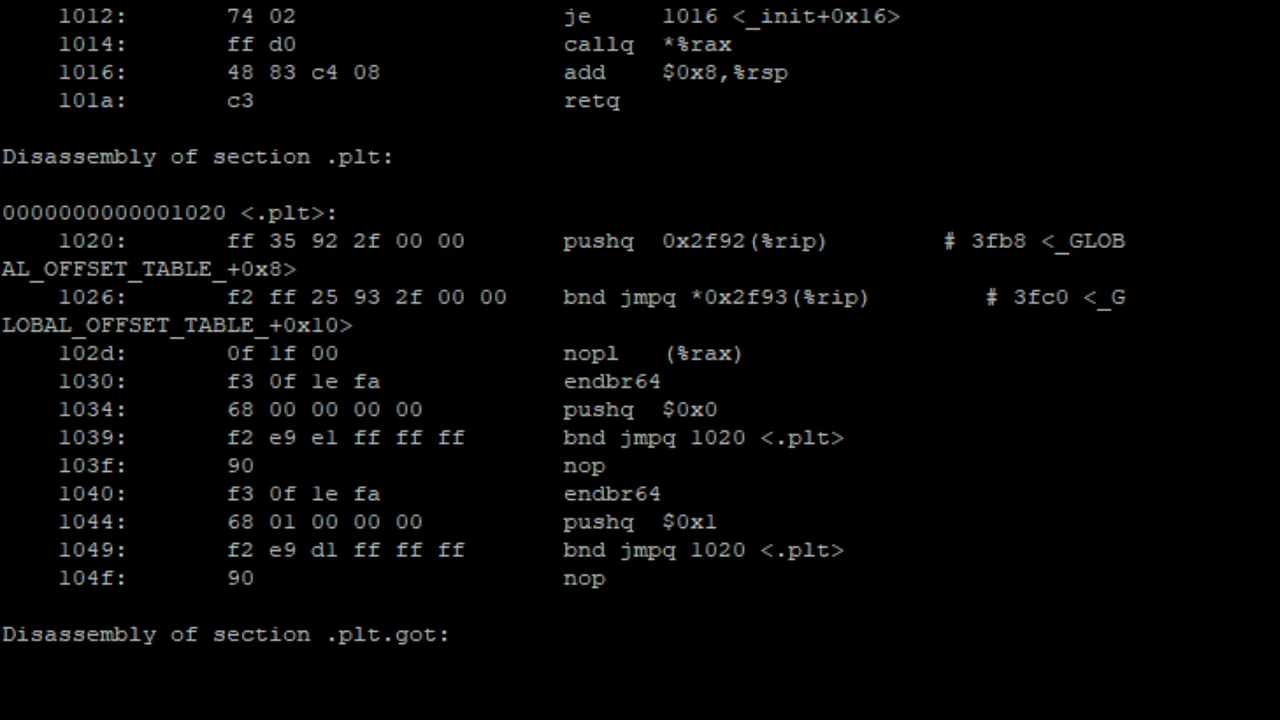 1012:       74 02                   je     1016 <_init+0x16>
1014:       ff d0                   callq  *%rax
1016:       48 83 c4 08             add    $0x8,%rsp
101a:       c3                      retq
Disassembly of section .plt:
0000000000001020 <.plt>:
1020:       ff 35 92 2f 00 00       pushq  0x2f92(%rip)        # 3fb8 <_GLOB
AL_OFFSET_TABLE_+0x8>
1026:       f2 ff 25 93 2f 00 00    bnd jmpq *0x2f93(%rip)        # 3fc0 <_G
LOBAL_OFFSET_TABLE_+0x10>
102d:       0f 1f 00                nopl   (%rax)
1030:       f3 0f 1e fa             endbr64
1034:       68 00 00 00 00          pushq  $0x0
1039:       f2 e9 e1 ff ff ff       bnd jmpq 1020 <.plt>
103f:       90                      nop
1040:       f3 0f 1e fa             endbr64
1044:       68 01 00 00 00          pushq  $0x1
1049:       f2 e9 d1 ff ff ff       bnd jmpq 1020 <.plt>
104f:       90                      nop
Disassembly of section .plt.got: